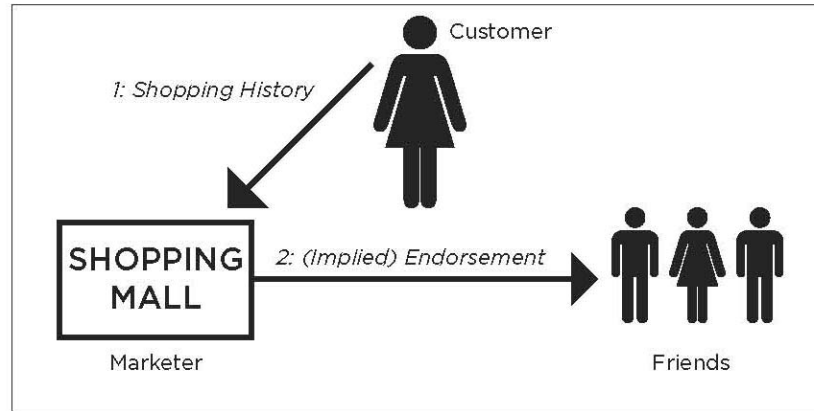 Customer
1: Shopping History
SHOPPING
MALL
2: (Implied) Endorsement
Marketer
Friends